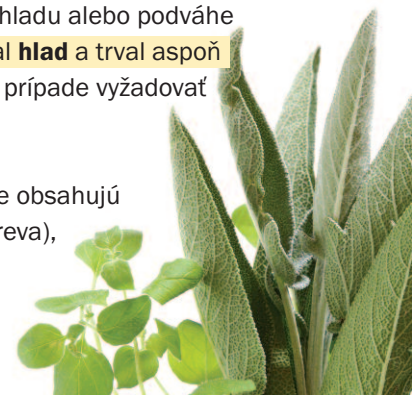 hladu alebo podváhe
al hlad a trval aspoň
prípade vyžadovať
e obsahujú
reva),